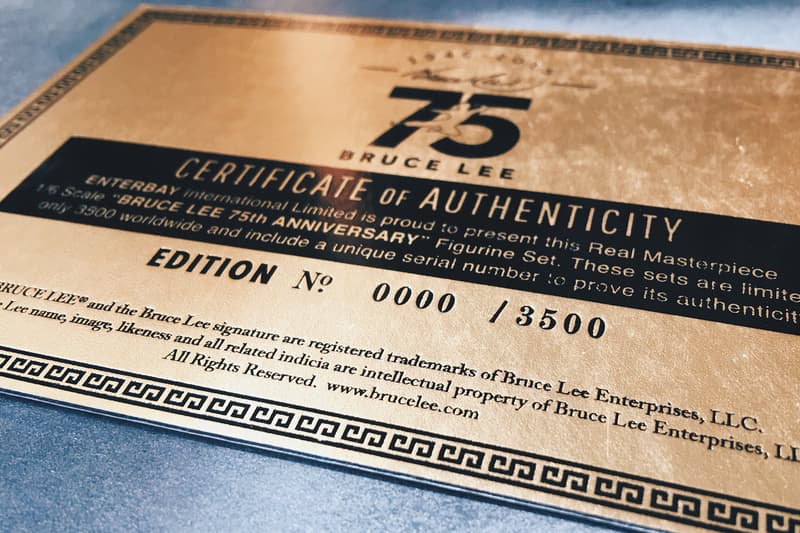 75
BRUCE LEE
CERTIFICATE OF AUTHENTICITY
ENTERBAY international Limited is proud to present this Real Masterpiece
1/6 Scale "BRUCE LEE 75th ANNIVERSARY" Figurine Set. These sets are
only 3500 worldwide and include a unique serial number to prove its
EDITION Nº 0000 /3500
BRUCE LEE® and the Bruce Lee signature are registered trademarks of Bruce Lee Enterprises, LLC.
Lee name, image, likeness and all related indicia are intellectual property of Bruce Lee Enterprises,
All Rights Reserved. www.brucelee.com